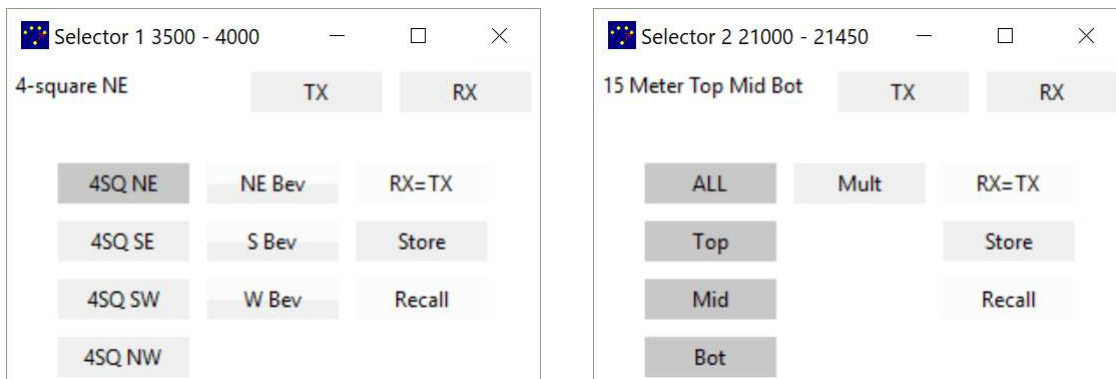 Selector 1 3500 - 4000
4-square NE
TX RX
4SQ NE NE Bev RX=TX
4SQ SE S Bev Store
4SQ SW W Bev Recall
4SQ NW
Selector 2 21000 - 21450
15 Meter Top Mid Bot
TX RX
ALL Mult RX=TX
Top Store
Mid Recall
Bot